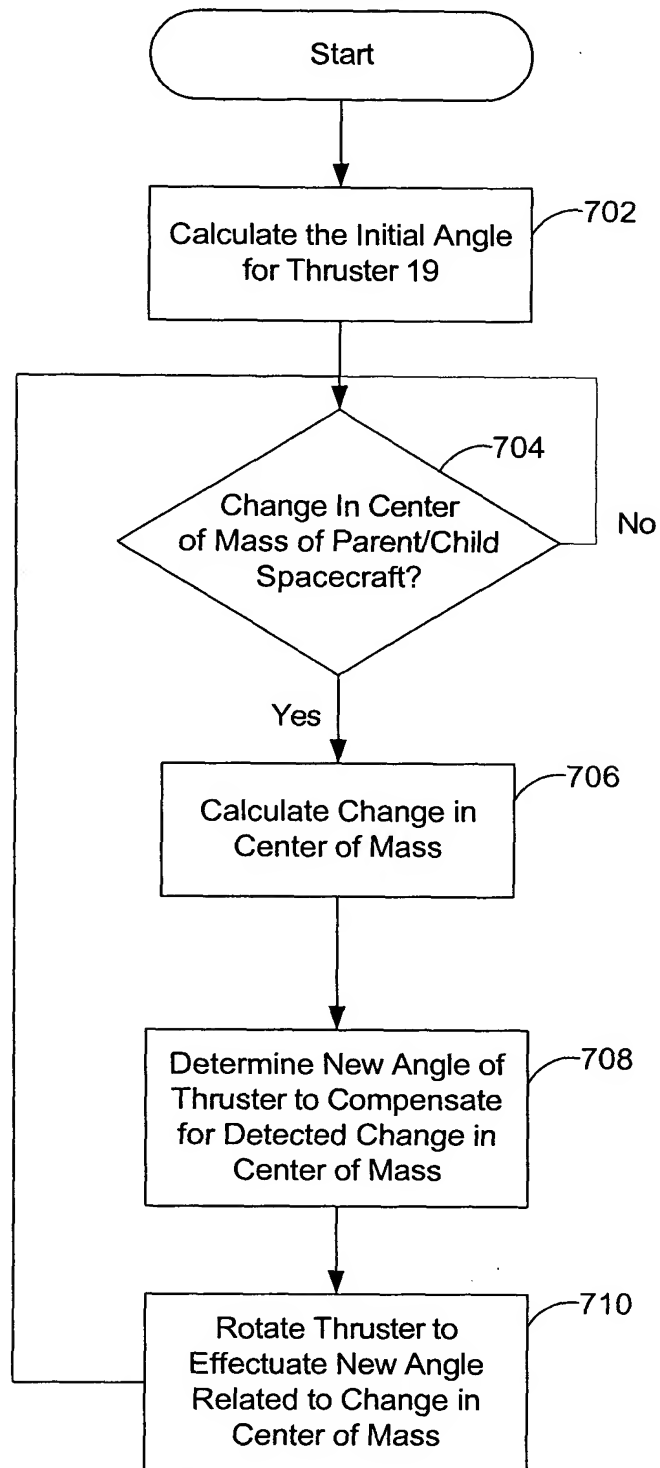 Start
702
Calculate the Initial Angle
for Thruster 19
704
Change In Center
of Mass of Parent/Child
Spacecraft?
No
Yes
706
Calculate Change in
Center of Mass
708
Determine New Angle of
Thruster to Compensate
for Detected Change in
Center of Mass
710
Rotate Thruster to
Effectuate New Angle
Related to Change in
Center of Mass